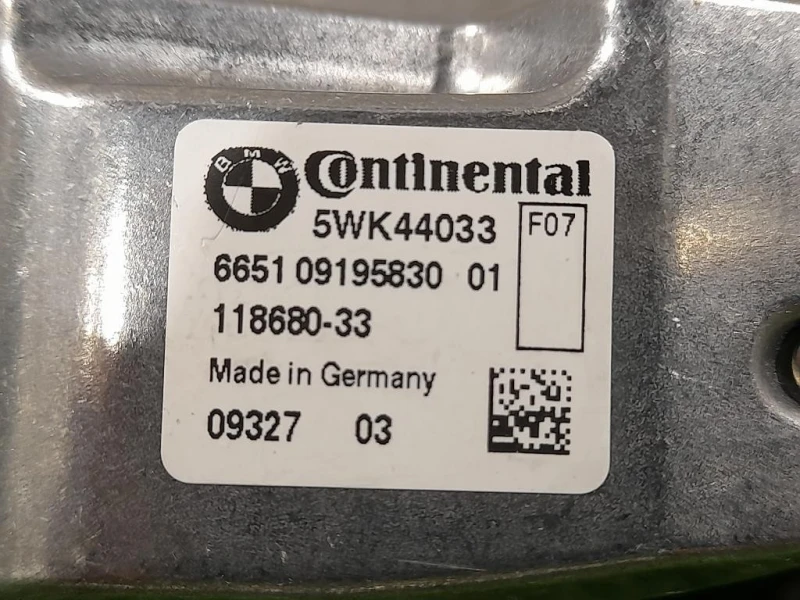 BMW Continental
5WK44033
F07
6651 09195830 01
118680-33
Made in Germany
09327 03